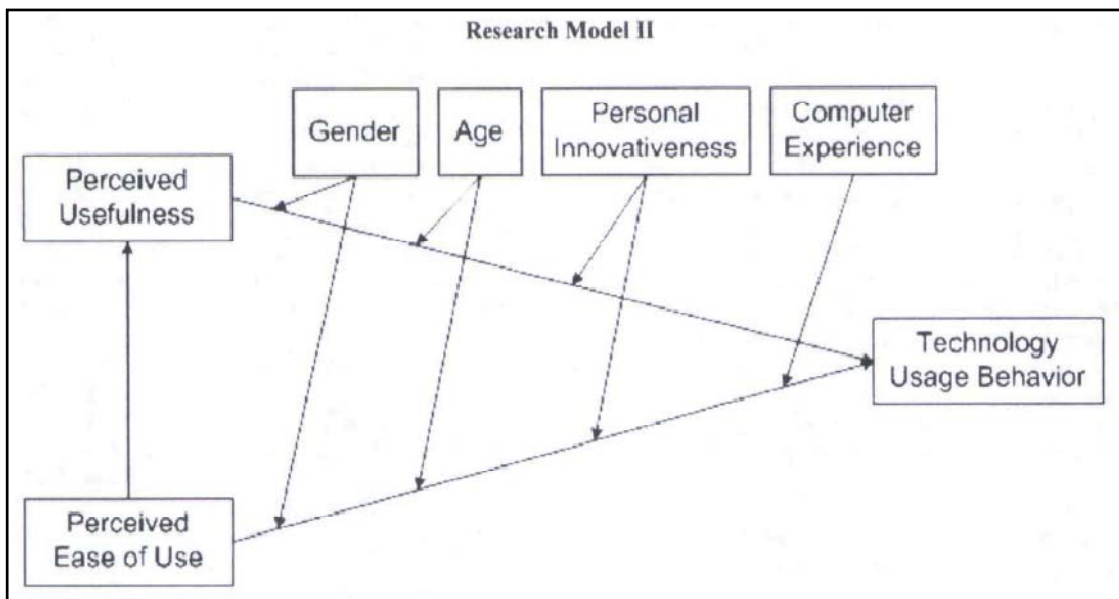 Research Model II
Gender
Age
Personal
Innovativeness
Computer
Experience
Perceived
Usefulness
Technology
Usage Behavior
Perceived
Ease of Use